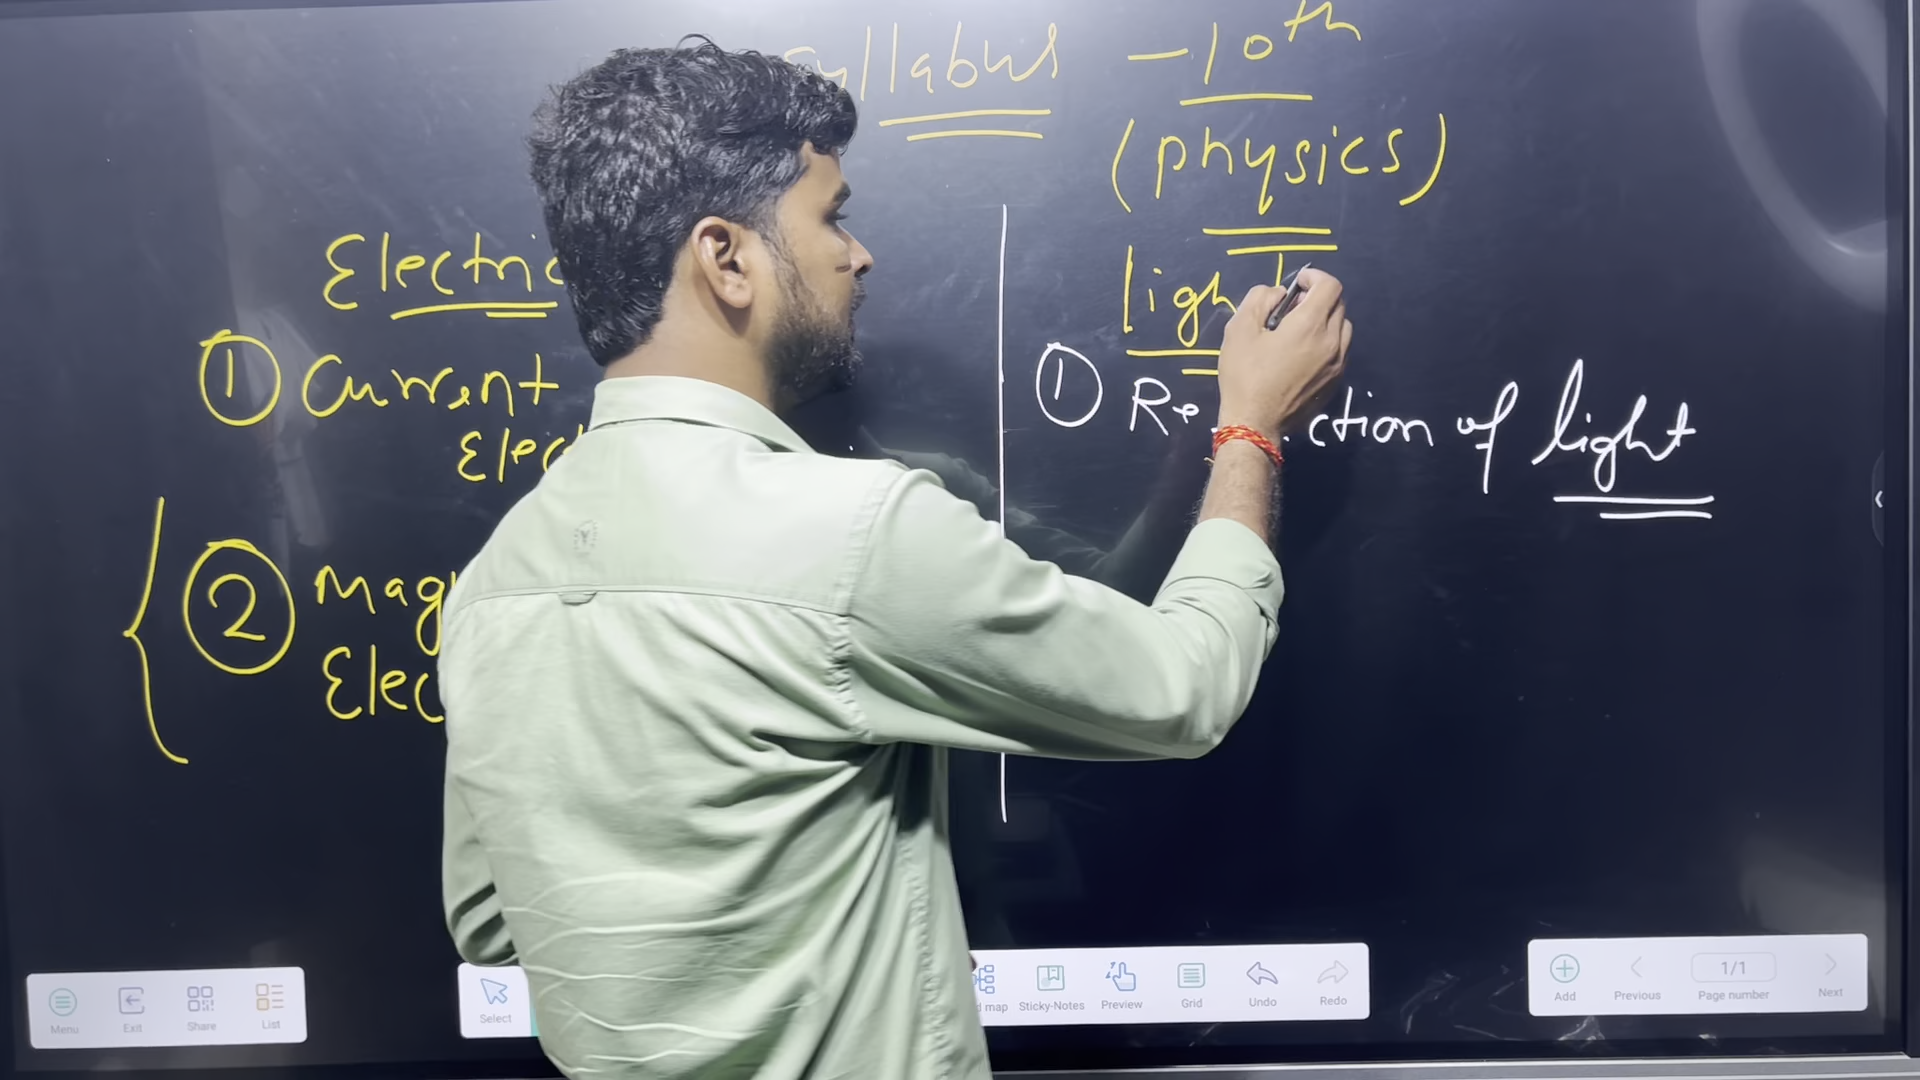 syllabus - 10th
(physics)
Electric
① Current
Elec
② Mag
Elec
light
① Re ction of light
Menu
Exit
Share
List
Select
d map
Sticky-Notes
Preview
Grid
Undo
Redo
Add
Previous
1/1
Page number
Next